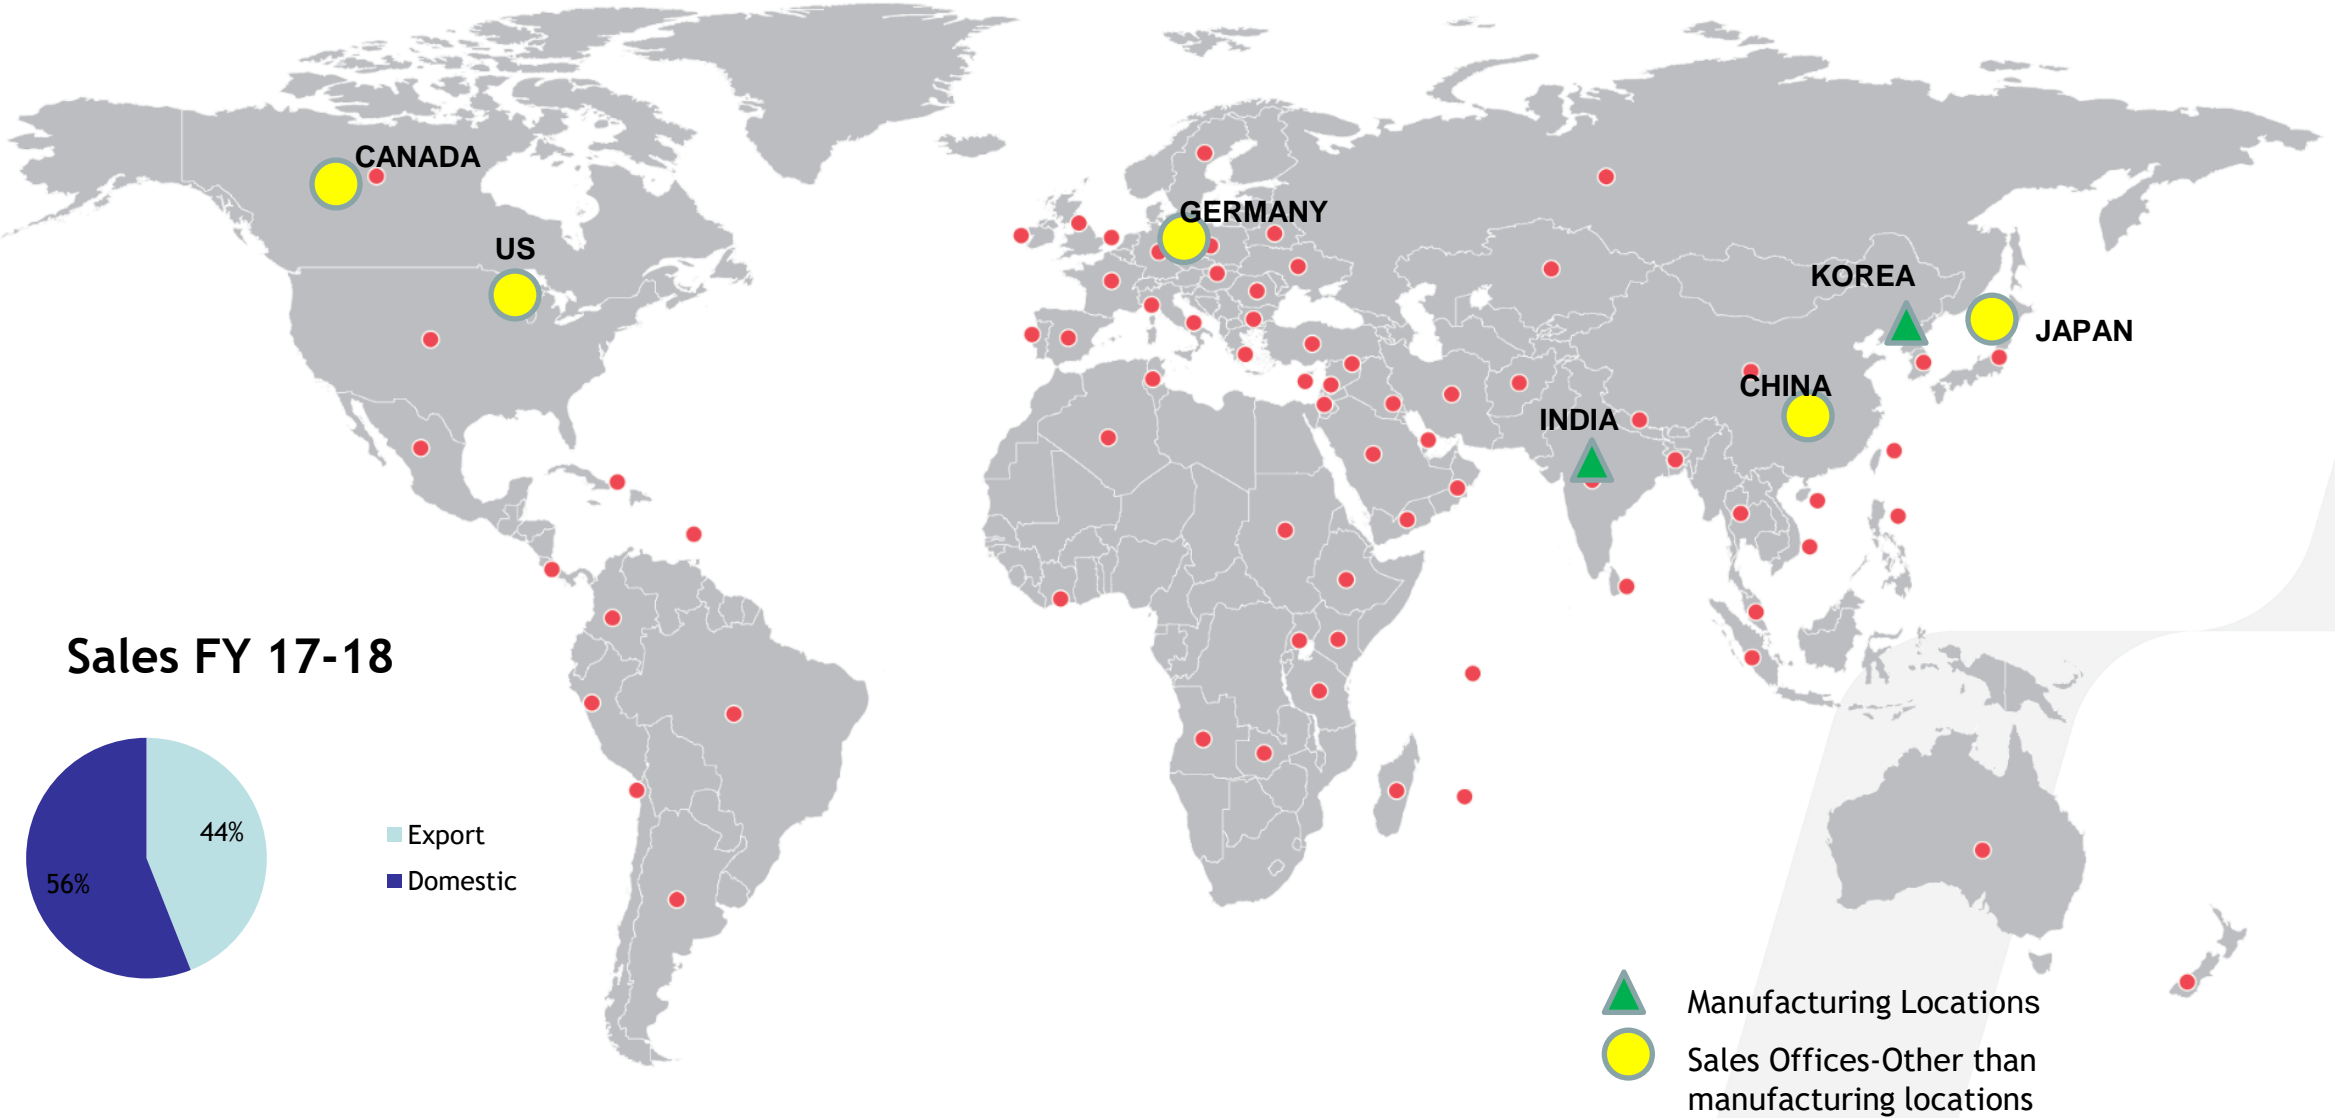 CANADA
US
GERMANY
KOREA
JAPAN
CHINA
INDIA
Sales FY 17-18
44%
56%
Export
Domestic
Manufacturing Locations
Sales Offices-Other than
manufacturing locations